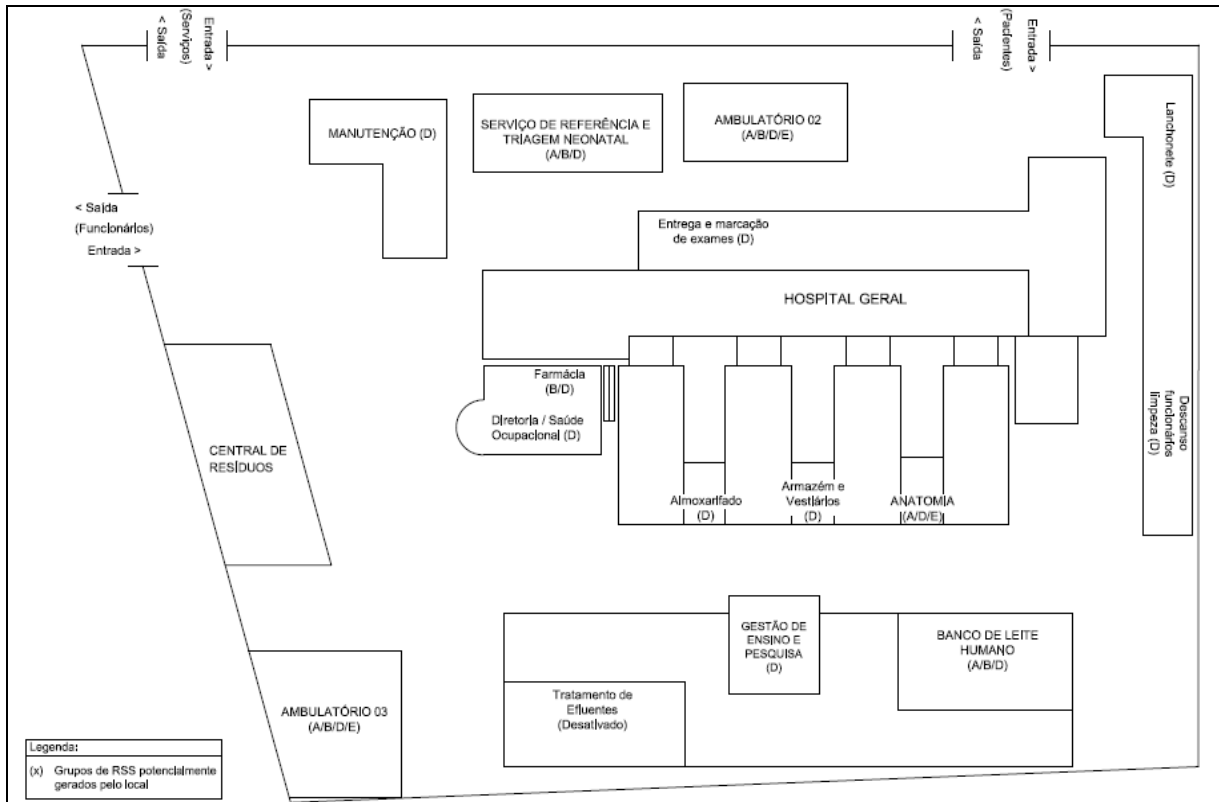 < Saída
(Serviços)
Entrada >
< Saída
(Pacientes)
Entrada >
MANUTENÇÃO (D)
SERVIÇO DE REFERÊNCIA E
TRIAGEM NEONATAL
(A/B/D)
AMBULATÓRIO 02
(A/B/D/E)
Lanchonete (D)
< Saída
(Funcionários)
Entrada >
Entrega e marcação
de exames (D)
HOSPITAL GERAL
Farmácia
(B/D)
Diretoria / Saúde
Ocupacional (D)
Descanso
funcionários
limpeza (D)
CENTRAL DE
RESÍDUOS
Almoxarifado
(D)
Armazém e
Vestiários
(D)
ANATOMIA
(A/D/E)
GESTÃO DE
ENSINO E
PESQUISA
(D)
BANCO DE LEITE
HUMANO
(A/B/D)
Tratamento de
Efluentes
(Desativado)
AMBULATÓRIO 03
(A/B/D/E)
Legenda:
(x) Grupos de RSS potencialmente
gerados pelo local